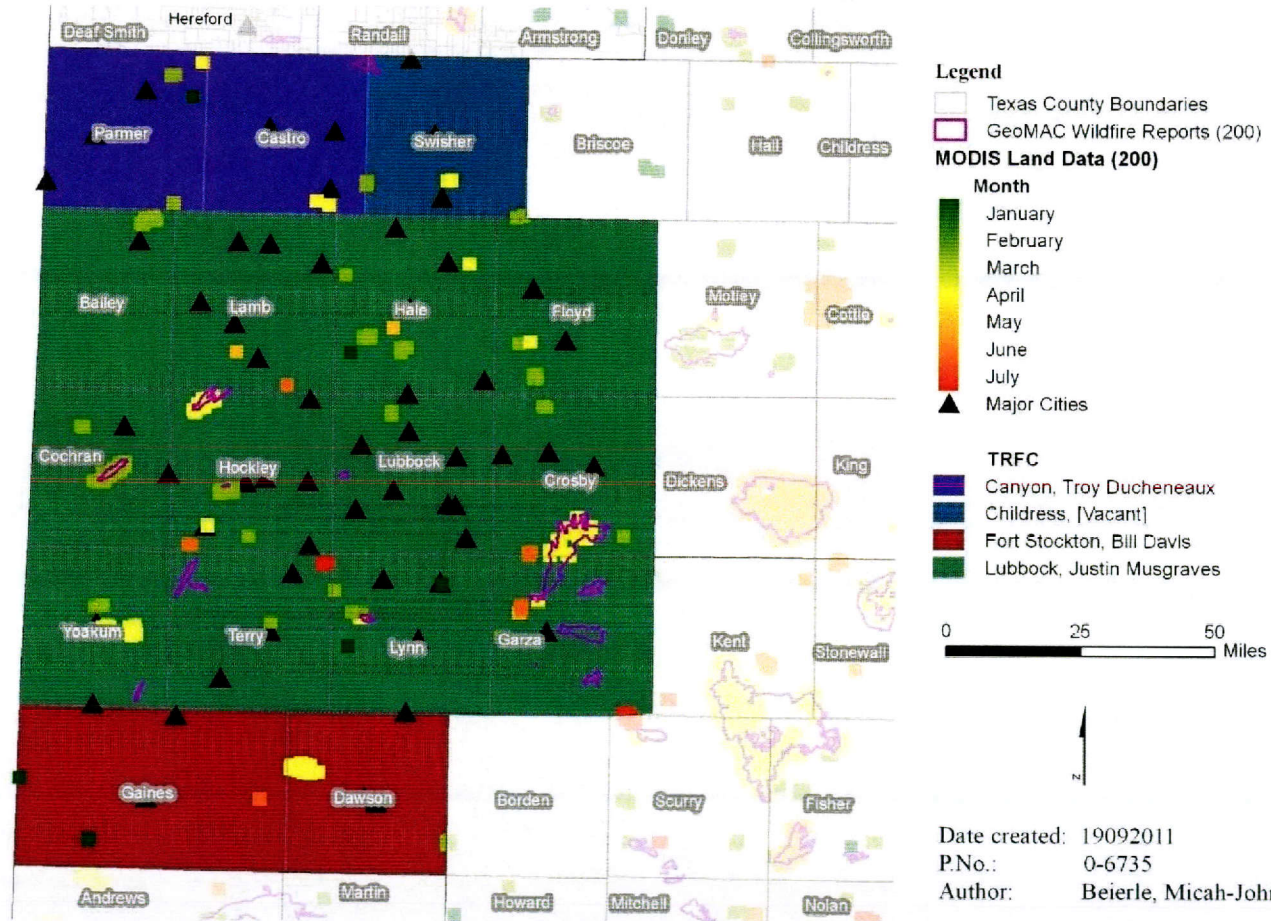 Hereford
Deaf Smith
Randall
Armstrong
Donley
Collingsworth
Parmer
Castro
Swisher
Briscoe
Hall
Childress
Bailey
Lamb
Hale
Floyd
Motley
Cottle
Cochran
Hockley
Lubbock
Crosby
Dickens
King
Yoakum
Terry
Lynn
Garza
Kent
Stonewall
Gaines
Dawson
Borden
Scurry
Fisher
Andrews
Martin
Howard
Mitchell
Nolan
Legend
Texas County Boundaries
GeoMAC Wildfire Reports (200)
MODIS Land Data (200)
Month
January
February
March
April
May
June
July
Major Cities
TRFC
Canyon, Troy Ducheneaux
Childress, [Vacant]
Fort Stockton, Bill Davis
Lubbock, Justin Musgraves
0 25 50
Miles
N
Date created: 19092011
P.No.: 0-6735
Author: Beierle, Micah-John